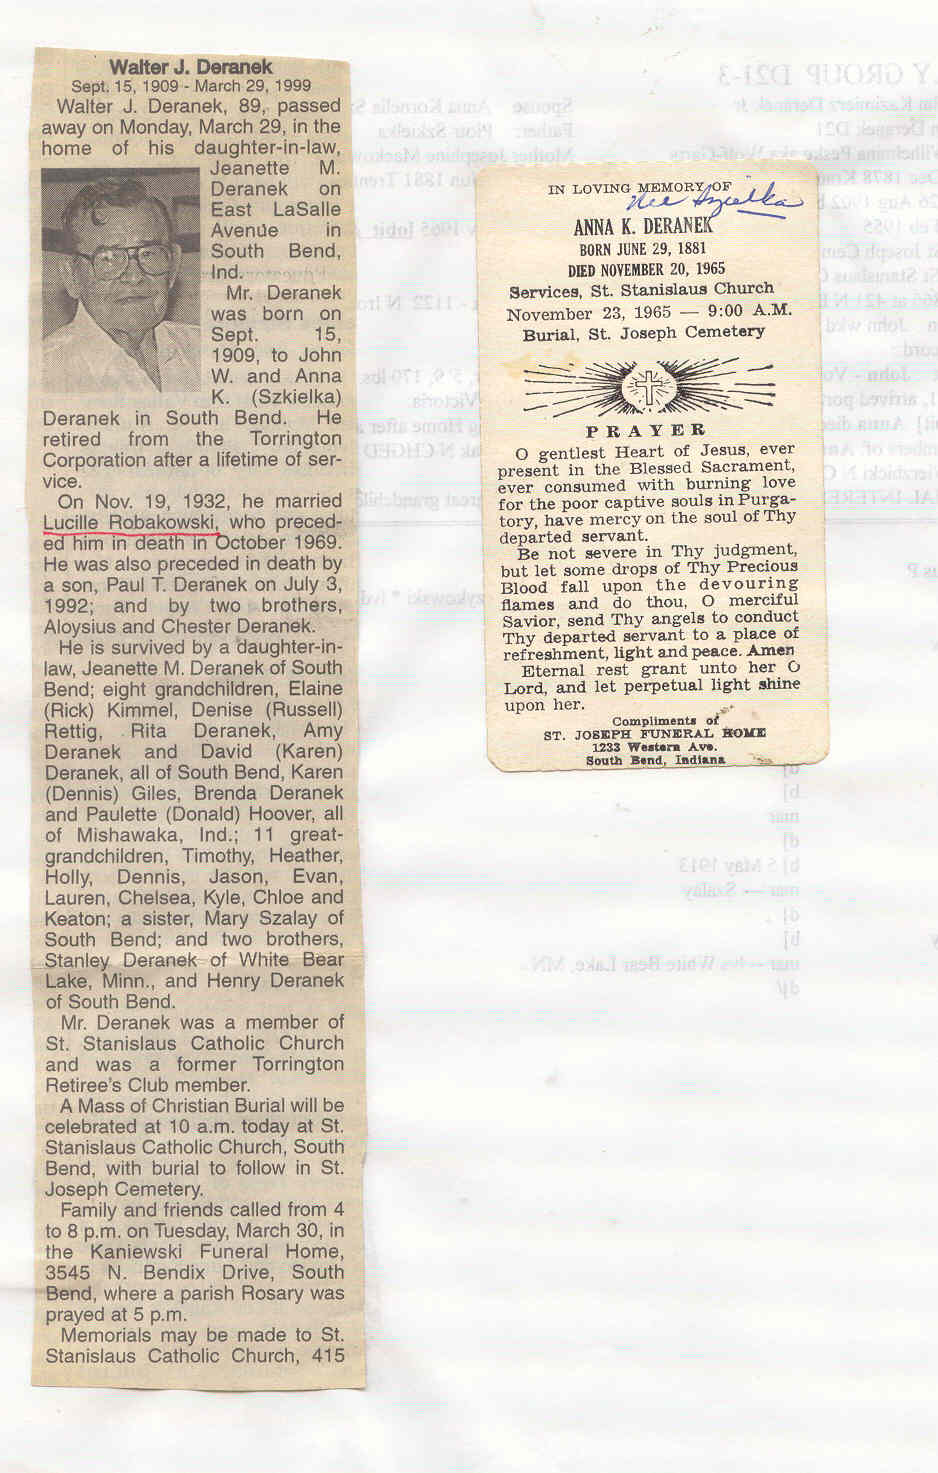 Walter J. Deranek
Sept. 15, 1909 - March 29, 1999
Walter J. Deranek, 89, passed
away on Monday, March 29, in the
home of his daughter-in-law,
Jeanette M.
Deranek on
East LaSalle
Avenue in
South Bend,
Ind.
Mr. Deranek
was born on
Sept. 15,
1909, to John
W. and Anna
K. (Szkielka)
Deranek in South Bend. He
retired from the Torrington
Corporation after a lifetime of ser-
vice.
On Nov. 19, 1932, he married
Lucille Robakowski, who preced-
ed him in death in October 1969.
He was also preceded in death by
a son, Paul T. Deranek on July 3,
1992; and by two brothers,
Aloysius and Chester Deranek.
He is survived by a daughter-in-
law, Jeanette M. Deranek of South
Bend; eight grandchildren, Elaine
(Rick) Kimmel, Denise (Russell)
Rettig, Rita Deranek, Amy
Deranek and David (Karen)
Deranek, all of South Bend, Karen
(Dennis) Giles, Brenda Deranek
and Paulette (Donald) Hoover, all
of Mishawaka, Ind.; 11 great-
grandchildren, Timothy, Heather,
Holly, Dennis, Jason, Evan,
Lauren, Chelsea, Kyle, Chloe and
Keaton; a sister, Mary Szalay of
South Bend; and two brothers,
Stanley Deranek of White Bear
Lake, Minn., and Henry Deranek
of South Bend.
Mr. Deranek was a member of
St. Stanislaus Catholic Church
and was a former Torrington
Retiree's Club member.
A Mass of Christian Burial will be
celebrated at 10 a.m. today at St.
Stanislaus Catholic Church, South
Bend, with burial to follow in St.
Joseph Cemetery.
Family and friends called from 4
to 8 p.m. on Tuesday, March 30, in
the Kaniewski Funeral Home,
3545 N. Bendix Drive, South
Bend, where a parish Rosary was
prayed at 5 p.m.
Memorials may be made to St.
Stanislaus Catholic Church, 415
IN LOVING MEMORY OF
Nee Szielka
ANNA K. DERANEK
BORN JUNE 29, 1881
DIED NOVEMBER 20, 1965
Services, St. Stanislaus Church
November 23, 1965 — 9:00 A.M.
Burial, St. Joseph Cemetery
PRAYER
O gentlest Heart of Jesus, ever
present in the Blessed Sacrament,
ever consumed with burning love
for the poor captive souls in Purga-
tory, have mercy on the soul of Thy
departed servant.
Be not severe in Thy judgment,
but let some drops of Thy Precious
Blood fall upon the devouring
flames and do thou, O merciful
Savior, send Thy angels to conduct
Thy departed servant to a place of
refreshment, light and peace. Amen
Eternal rest grant unto her O
Lord, and let perpetual light shine
upon her.
Compliments of
ST. JOSEPH FUNERAL HOME
1233 Western Ave.
South Bend, Indiana